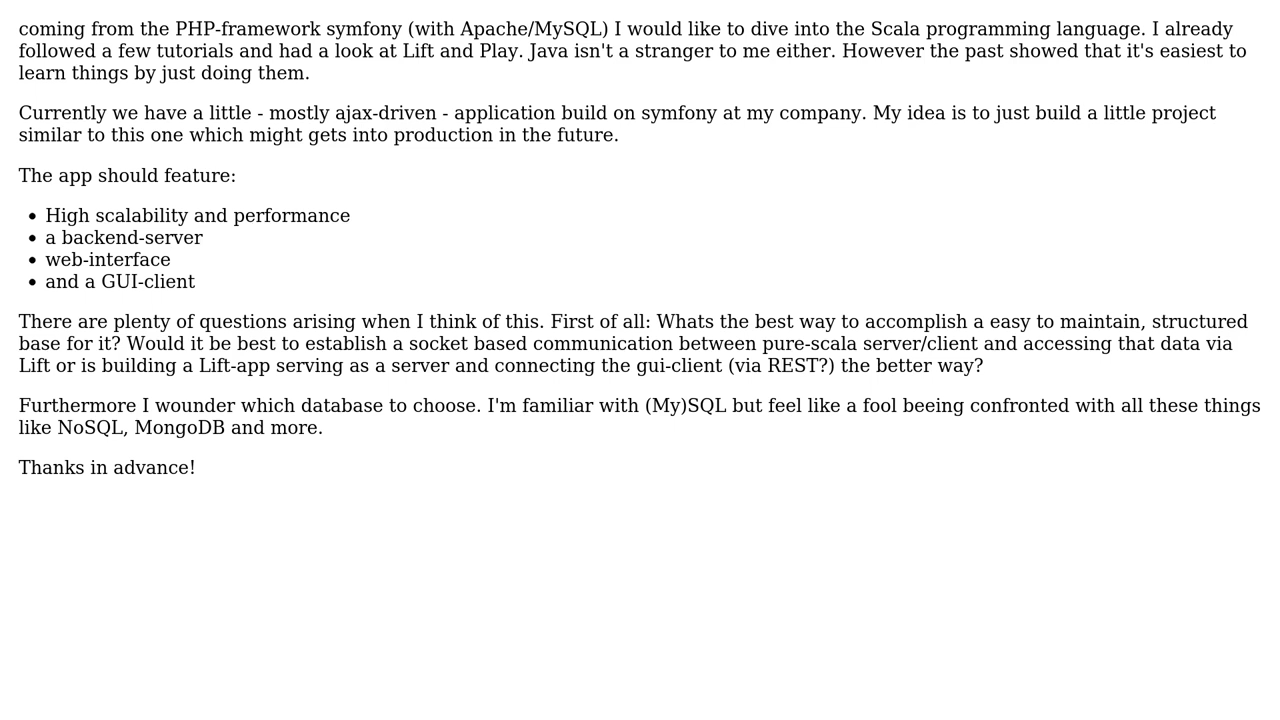 coming from the PHP-framework symfony (with Apache/MySQL) I would like to dive into the Scala programming language. I already
followed a few tutorials and had a look at Lift and Play. Java isn't a stranger to me either. However the past showed that it's easiest to
learn things by just doing them.
Currently we have a little - mostly ajax-driven - application build on symfony at my company. My idea is to just build a little project
similar to this one which might gets into production in the future.
The app should feature:
• High scalability and performance
• a backend-server
• web-interface
• and a GUI-client
There are plenty of questions arising when I think of this. First of all: Whats the best way to accomplish a easy to maintain, structured
base for it? Would it be best to establish a socket based communication between pure-scala server/client and accessing that data via
Lift or is building a Lift-app serving as a server and connecting the gui-client (via REST?) the better way?
Furthermore I wounder which database to choose. I'm familiar with (My)SQL but feel like a fool beeing confronted with all these things
like NoSQL, MongoDB and more.
Thanks in advance!